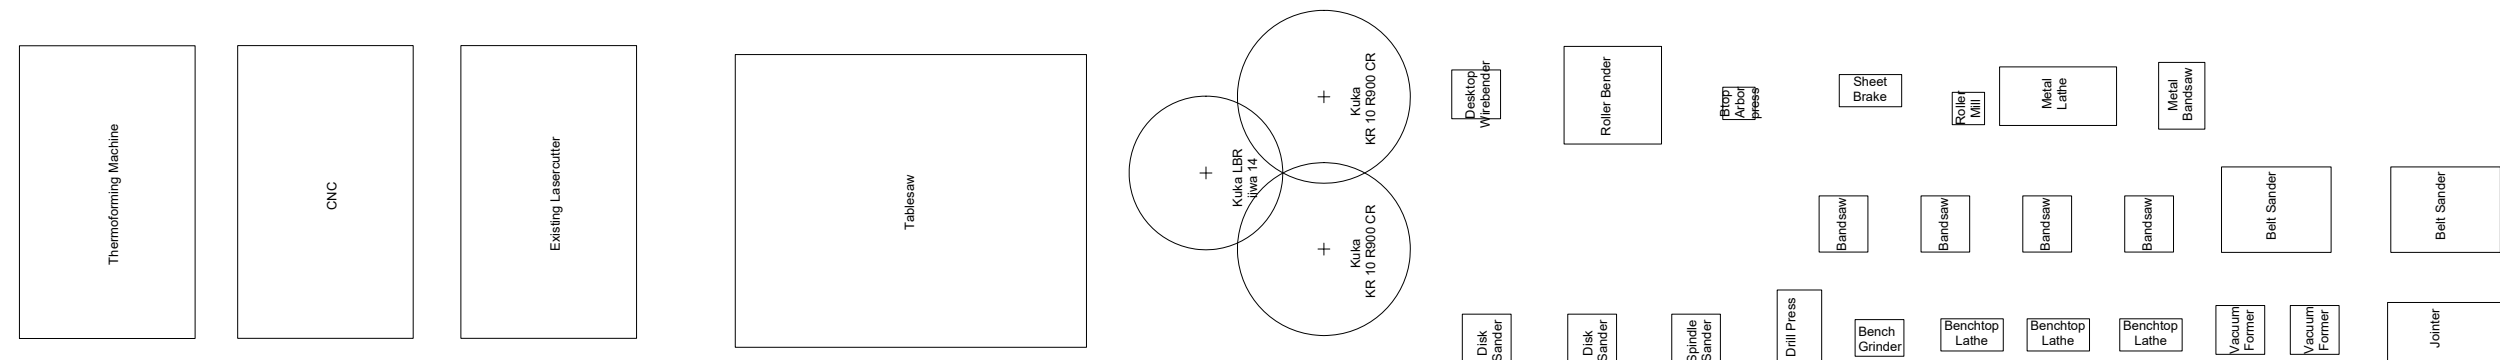 Thermoforming Machine
CNC
Existing Lasercutter
Tablesaw
Kuka LBR
iiwa 14
Kuka
KR 10 R900 CR
Kuka
KR 10 R900 CR
Desktop
Wirebender
Roller Bender
Btop
Arbor
press
Sheet
Brake
Roller
Mill
Metal
Lathe
Metal
Bandsaw
Bandsaw
Bandsaw
Bandsaw
Bandsaw
Belt Sander
Belt Sander
Disk
Sander
Disk
Sander
Spindle
Sander
Drill Press
Bench
Grinder
Benchtop
Lathe
Benchtop
Lathe
Benchtop
Lathe
Vacuum
Former
Vacuum
Former
Jointer